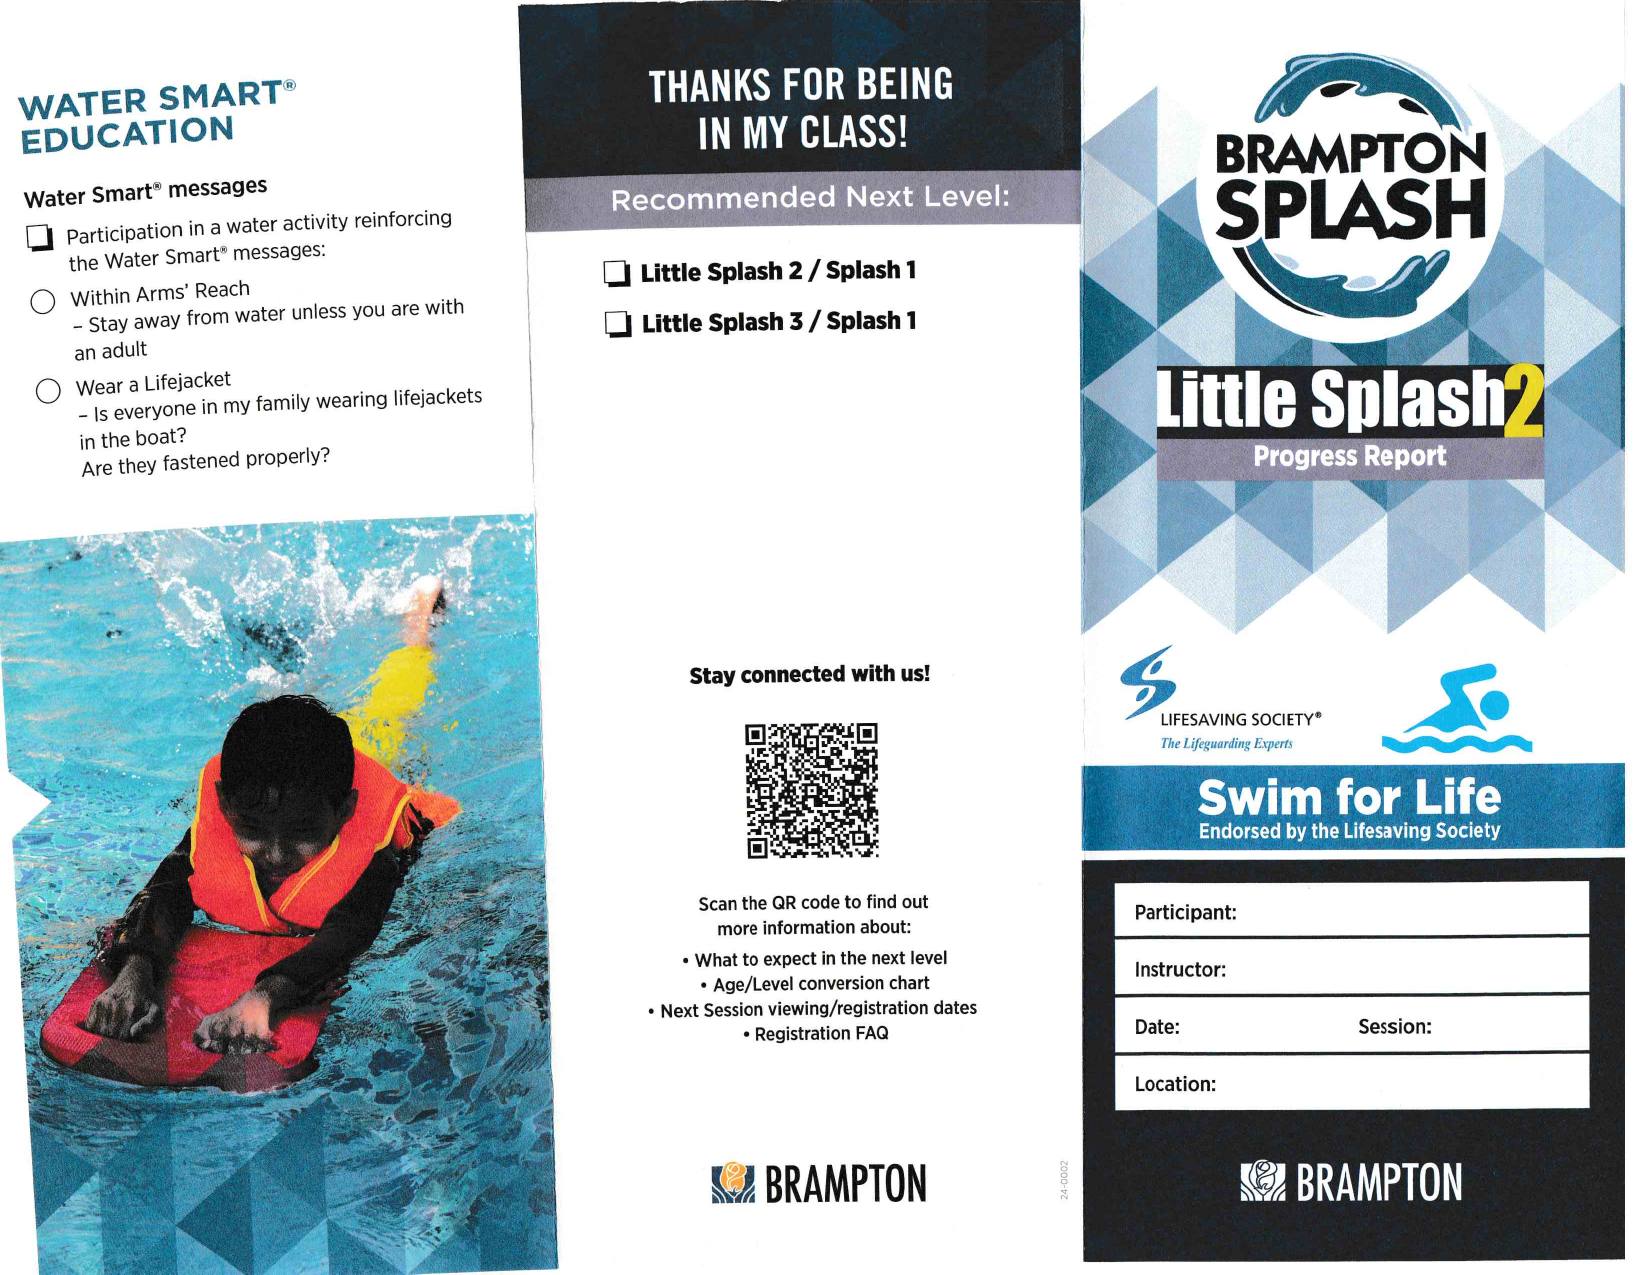 WATER SMART®
EDUCATION
Water Smart® messages
Participation in a water activity reinforcing
the Water Smart® messages:
Within Arms’ Reach
– Stay away from water unless you are with
an adult
Wear a Lifejacket
– Is everyone in my family wearing lifejackets
in the boat?
Are they fastened properly?
THANKS FOR BEING
IN MY CLASS!
Recommended Next Level:
Little Splash 2 / Splash 1
Little Splash 3 / Splash 1
Stay connected with us!
Scan the QR code to find out
more information about:
• What to expect in the next level
• Age/Level conversion chart
• Next Session viewing/registration dates
• Registration FAQ
BRAMPTON
24-0002
BRAMPTON
SPLASH
Little Splash2
Progress Report
LIFESAVING SOCIETY®
The Lifeguarding Experts
Swim for Life
Endorsed by the Lifesaving Society
Participant:
Instructor:
Date: Session:
Location:
BRAMPTON